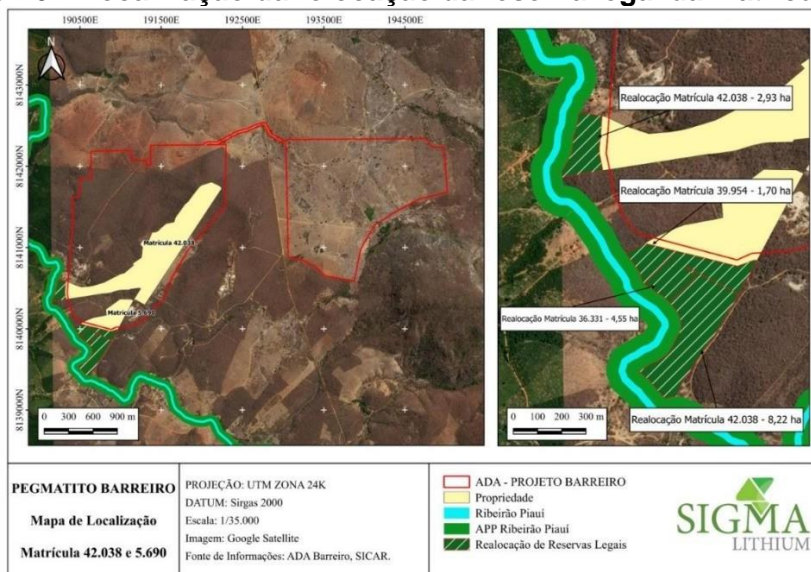 190500E 191500E 192500E 193500E 194500E
8143000N
8142000N
8141000N
8140000N
8139000N
Matrícula 42.038
0 300 600 900 m
Realocação Matrícula 42.038 - 2,93 ha
Realocação Matrícula 39.954 - 1,70 ha
Realocação Matrícula 36.331 - 4,55 ha
Realocação Matrícula 42.038 - 8,22 ha
0 100 200 300 m
PEGMATITO BARREIRO
Mapa de Localização
Matrícula 42.038 e 5.690
PROJEÇÃO: UTM ZONA 24K
DATUM: Sirgas 2000
Escala: 1/35.000
Imagem: Google Satellite
Fonte de Informações: ADA Barreiro, SICAR.
ADA - PROJETO BARREIRO
Propriedade
Ribeirão Piauí
APP Ribeirão Piauí
Realocação de Reservas Legais
SIGMA
LITHIUM